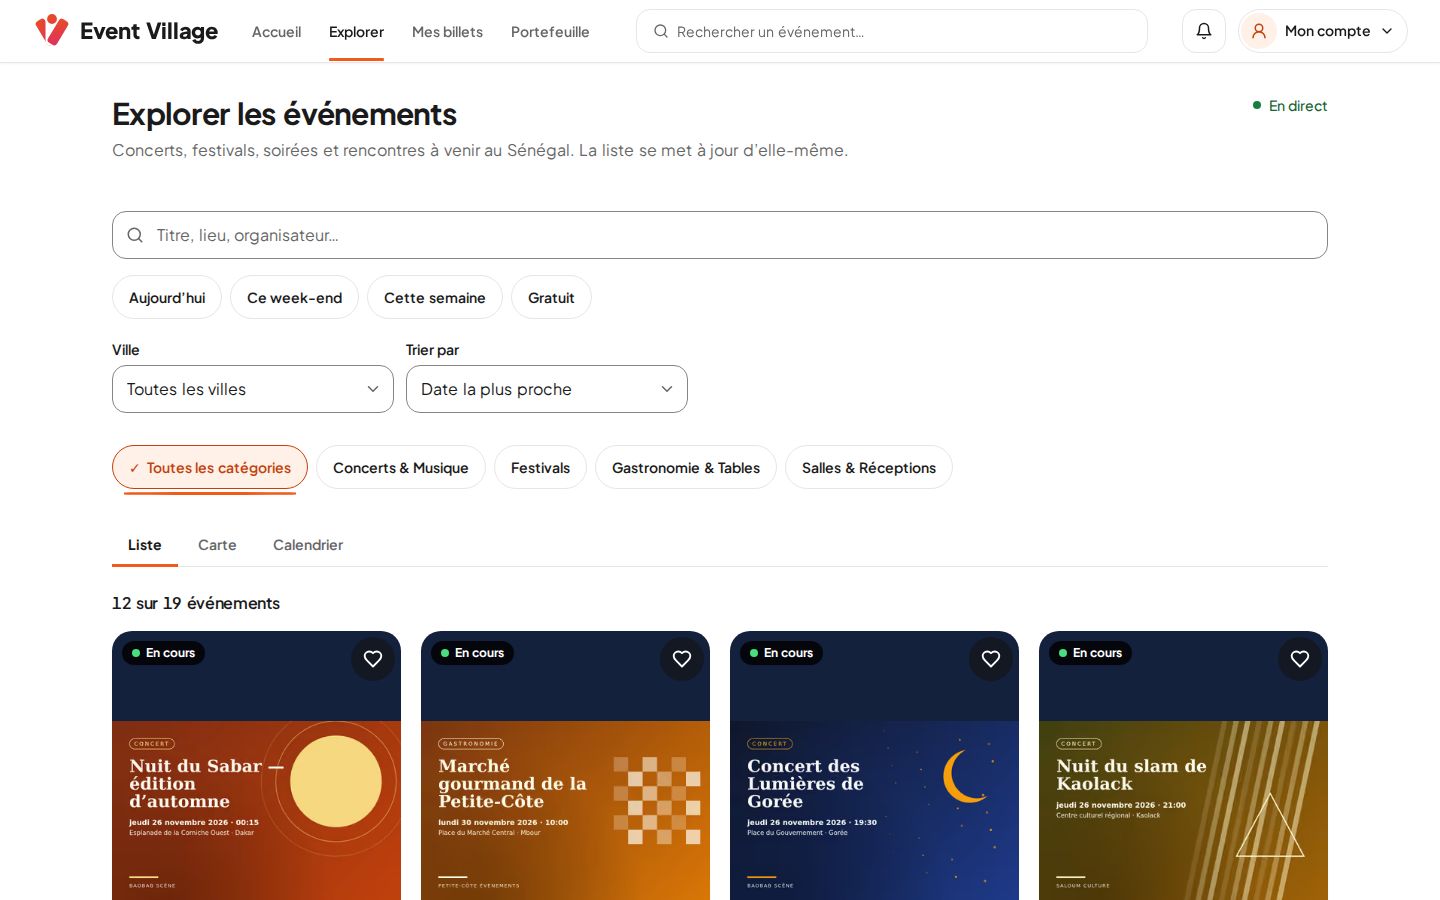 Event Village
Accueil
Explorer
Mes billets
Portefeuille
Rechercher un événement...
Mon compte
Explorer les événements
En direct
Concerts, festivals, soirées et rencontres à venir au Sénégal. La liste se met à jour d'elle-même.
Titre, lieu, organisateur...
Aujourd'hui
Ce week-end
Cette semaine
Gratuit
Ville
Trier par
Toutes les villes
Date la plus proche
✓ Toutes les catégories
Concerts & Musique
Festivals
Gastronomie & Tables
Salles & Réceptions
Liste
Carte
Calendrier
12 sur 19 événements
En cours
CONCERT
Nuit du Sabar —
édition
d'automne
jeudi 26 novembre 2026 · 00:15
Esplanade de la Corniche Ouest · Dakar
BAOBAB SCÈNE
En cours
GASTRONOMIE
Marché
gourmand de la
Petite-Côte
lundi 30 novembre 2026 · 10:00
Place du Marché Central · Mbour
PETITE-CÔTE ÉVÉNEMENTS
En cours
CONCERT
Concert des
Lumières de
Gorée
jeudi 26 novembre 2026 · 19:30
Place du Gouvernement · Gorée
BAOBAB SCÈNE
En cours
CONCERT
Nuit du slam de
Kaolack
jeudi 26 novembre 2026 · 21:00
Centre culturel régional · Kaolack
SALOUM CULTURE